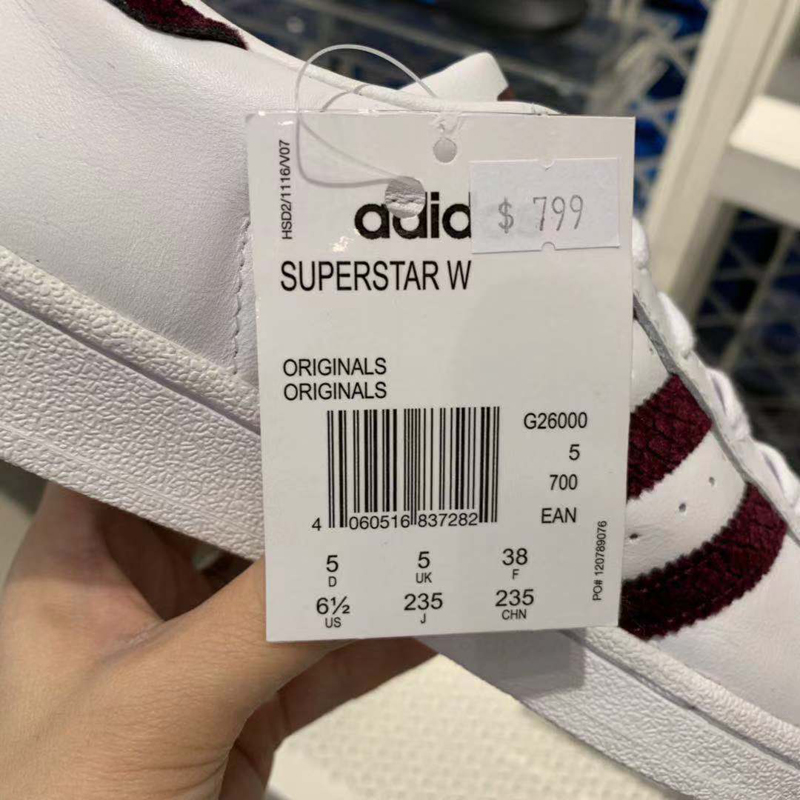 HSD2/1116/V07
adid
$ 799
SUPERSTAR W
ORIGINALS
ORIGINALS
G26000
5
700
EAN
4 060516 837282
5 5 38
D UK F
6½ 235 235
US J CHN
PO# 120789076